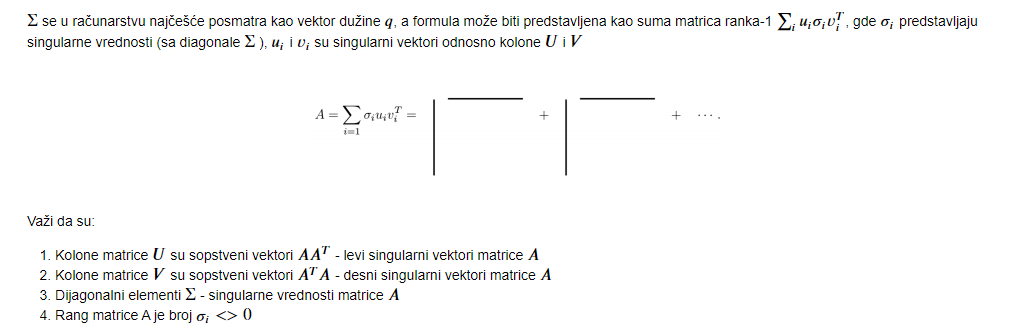 Σ se u računarstvu najčešće posmatra kao vektor dužine q, a formula može biti predstavljena kao suma matrica ranka-1 ∑ᵢ uᵢσᵢvᵢᵀ, gde σᵢ predstavljaju
singularne vrednosti (sa diagonale Σ ), uᵢ i vᵢ su singularni vektori odnosno kolone U i V
A = ∑ᵢ₌₁ σᵢuᵢvᵢᵀ = + + ⋯ .
Važi da su:
1. Kolone matrice U su sopstveni vektori AAᵀ - levi singularni vektori matrice A
2. Kolone matrice V su sopstveni vektori AᵀA - desni singularni vektori matrice A
3. Dijagonalni elementi Σ - singularne vrednosti matrice A
4. Rang matrice A je broj σᵢ <> 0